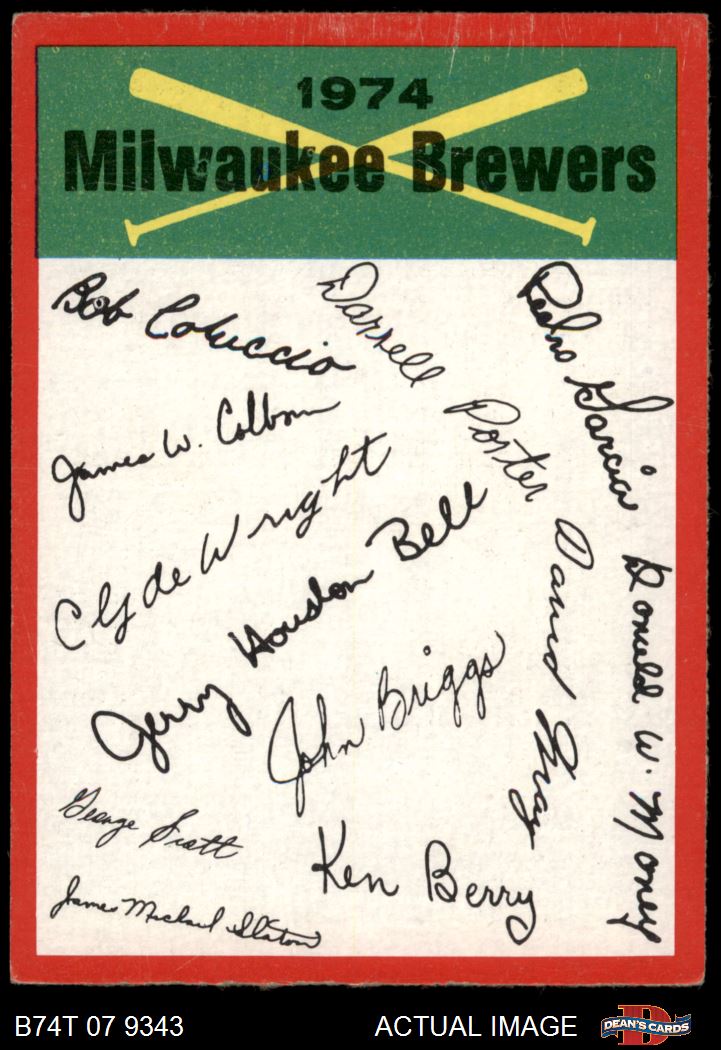 1974
Milwaukee Brewers
Bob Coluccio
Darrell Porter
Pedro Garcia
James W. Colborn
Clyde Wright
Jerry Houston Bell
David May
Donald W. Money
John Briggs
George Scott
Ken Berry
James Michael Slaton
B74T 07 9343
ACTUAL IMAGE
D
DEAN'S CARDS